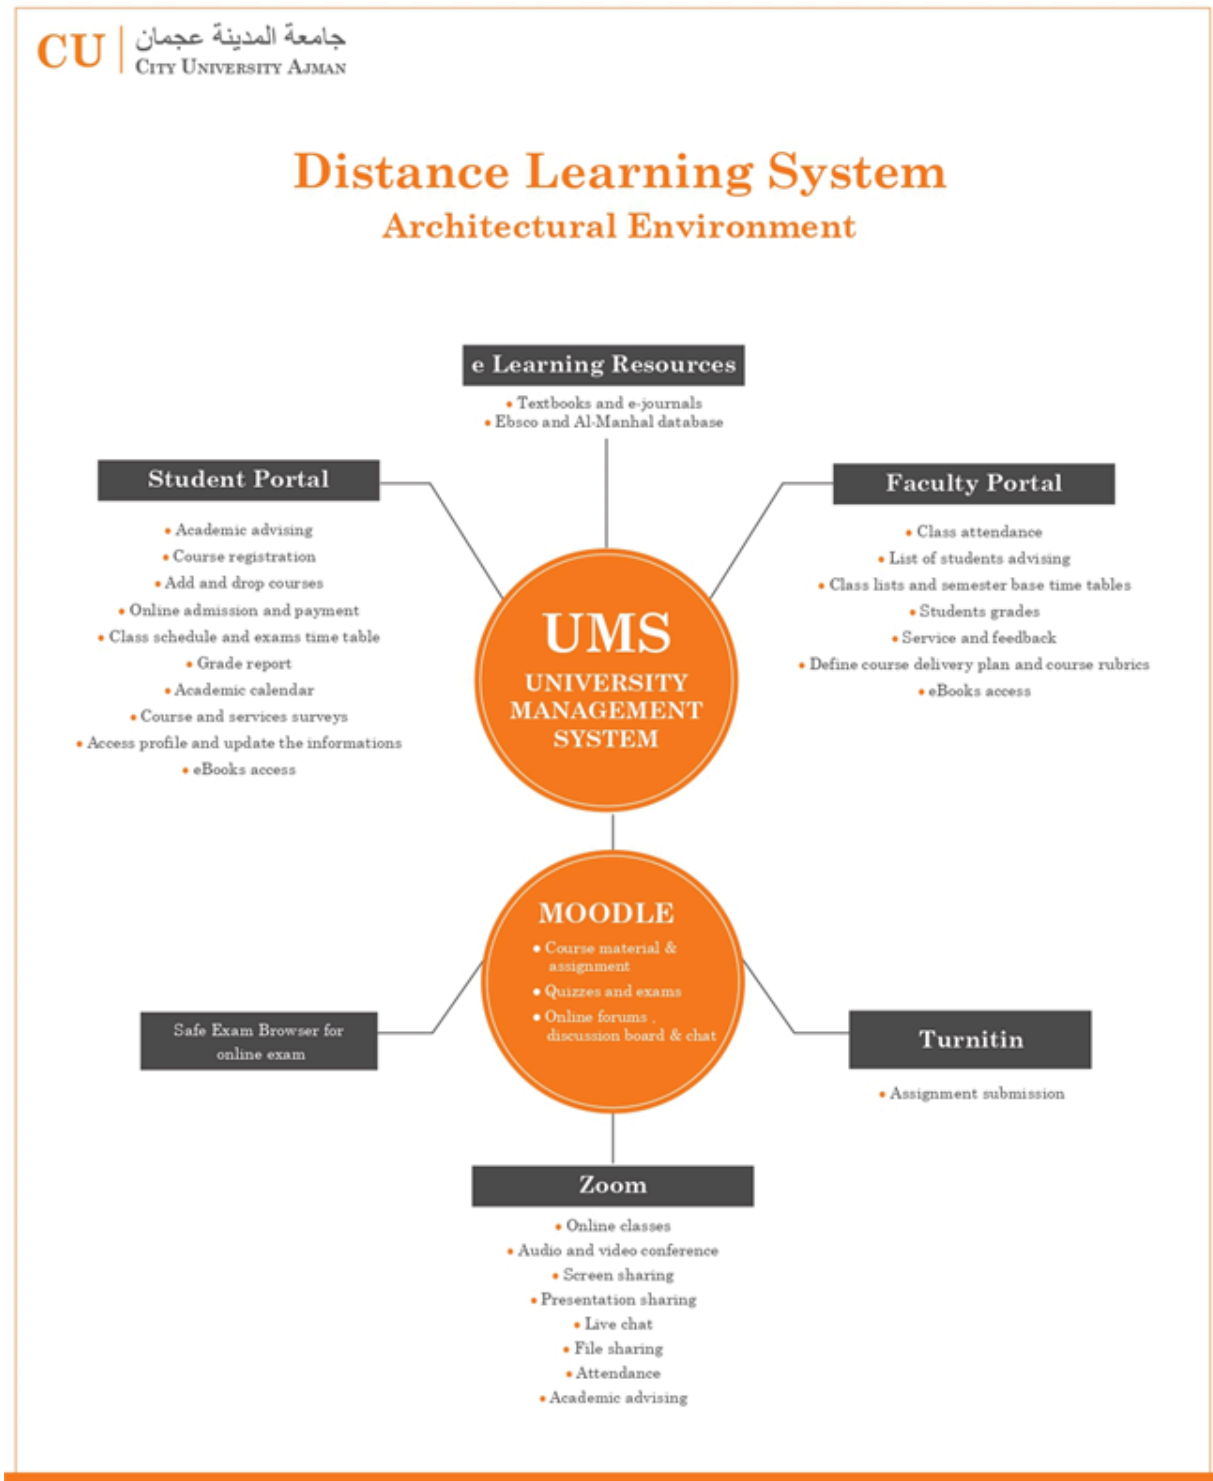 CU
جامعة المدينة عجمان
CITY UNIVERSITY AJMAN
Distance Learning System
Architectural Environment
e Learning Resources
• Textbooks and e-journals
• Ebsco and Al-Manhal database
Student Portal
• Academic advising
• Course registration
• Add and drop courses
• Online admission and payment
• Class schedule and exams time table
• Grade report
• Academic calendar
• Course and services surveys
• Access profile and update the informations
• eBooks access
Faculty Portal
• Class attendance
• List of students advising
• Class lists and semester base time tables
• Students grades
• Service and feedback
• Define course delivery plan and course rubrics
• eBooks access
UMS
UNIVERSITY
MANAGEMENT
SYSTEM
MOODLE
• Course material &
assignment
• Quizzes and exams
• Online forums ,
discussion board & chat
Safe Exam Browser for
online exam
Turnitin
• Assignment submission
Zoom
• Online classes
• Audio and video conference
• Screen sharing
• Presentation sharing
• Live chat
• File sharing
• Attendance
• Academic advising